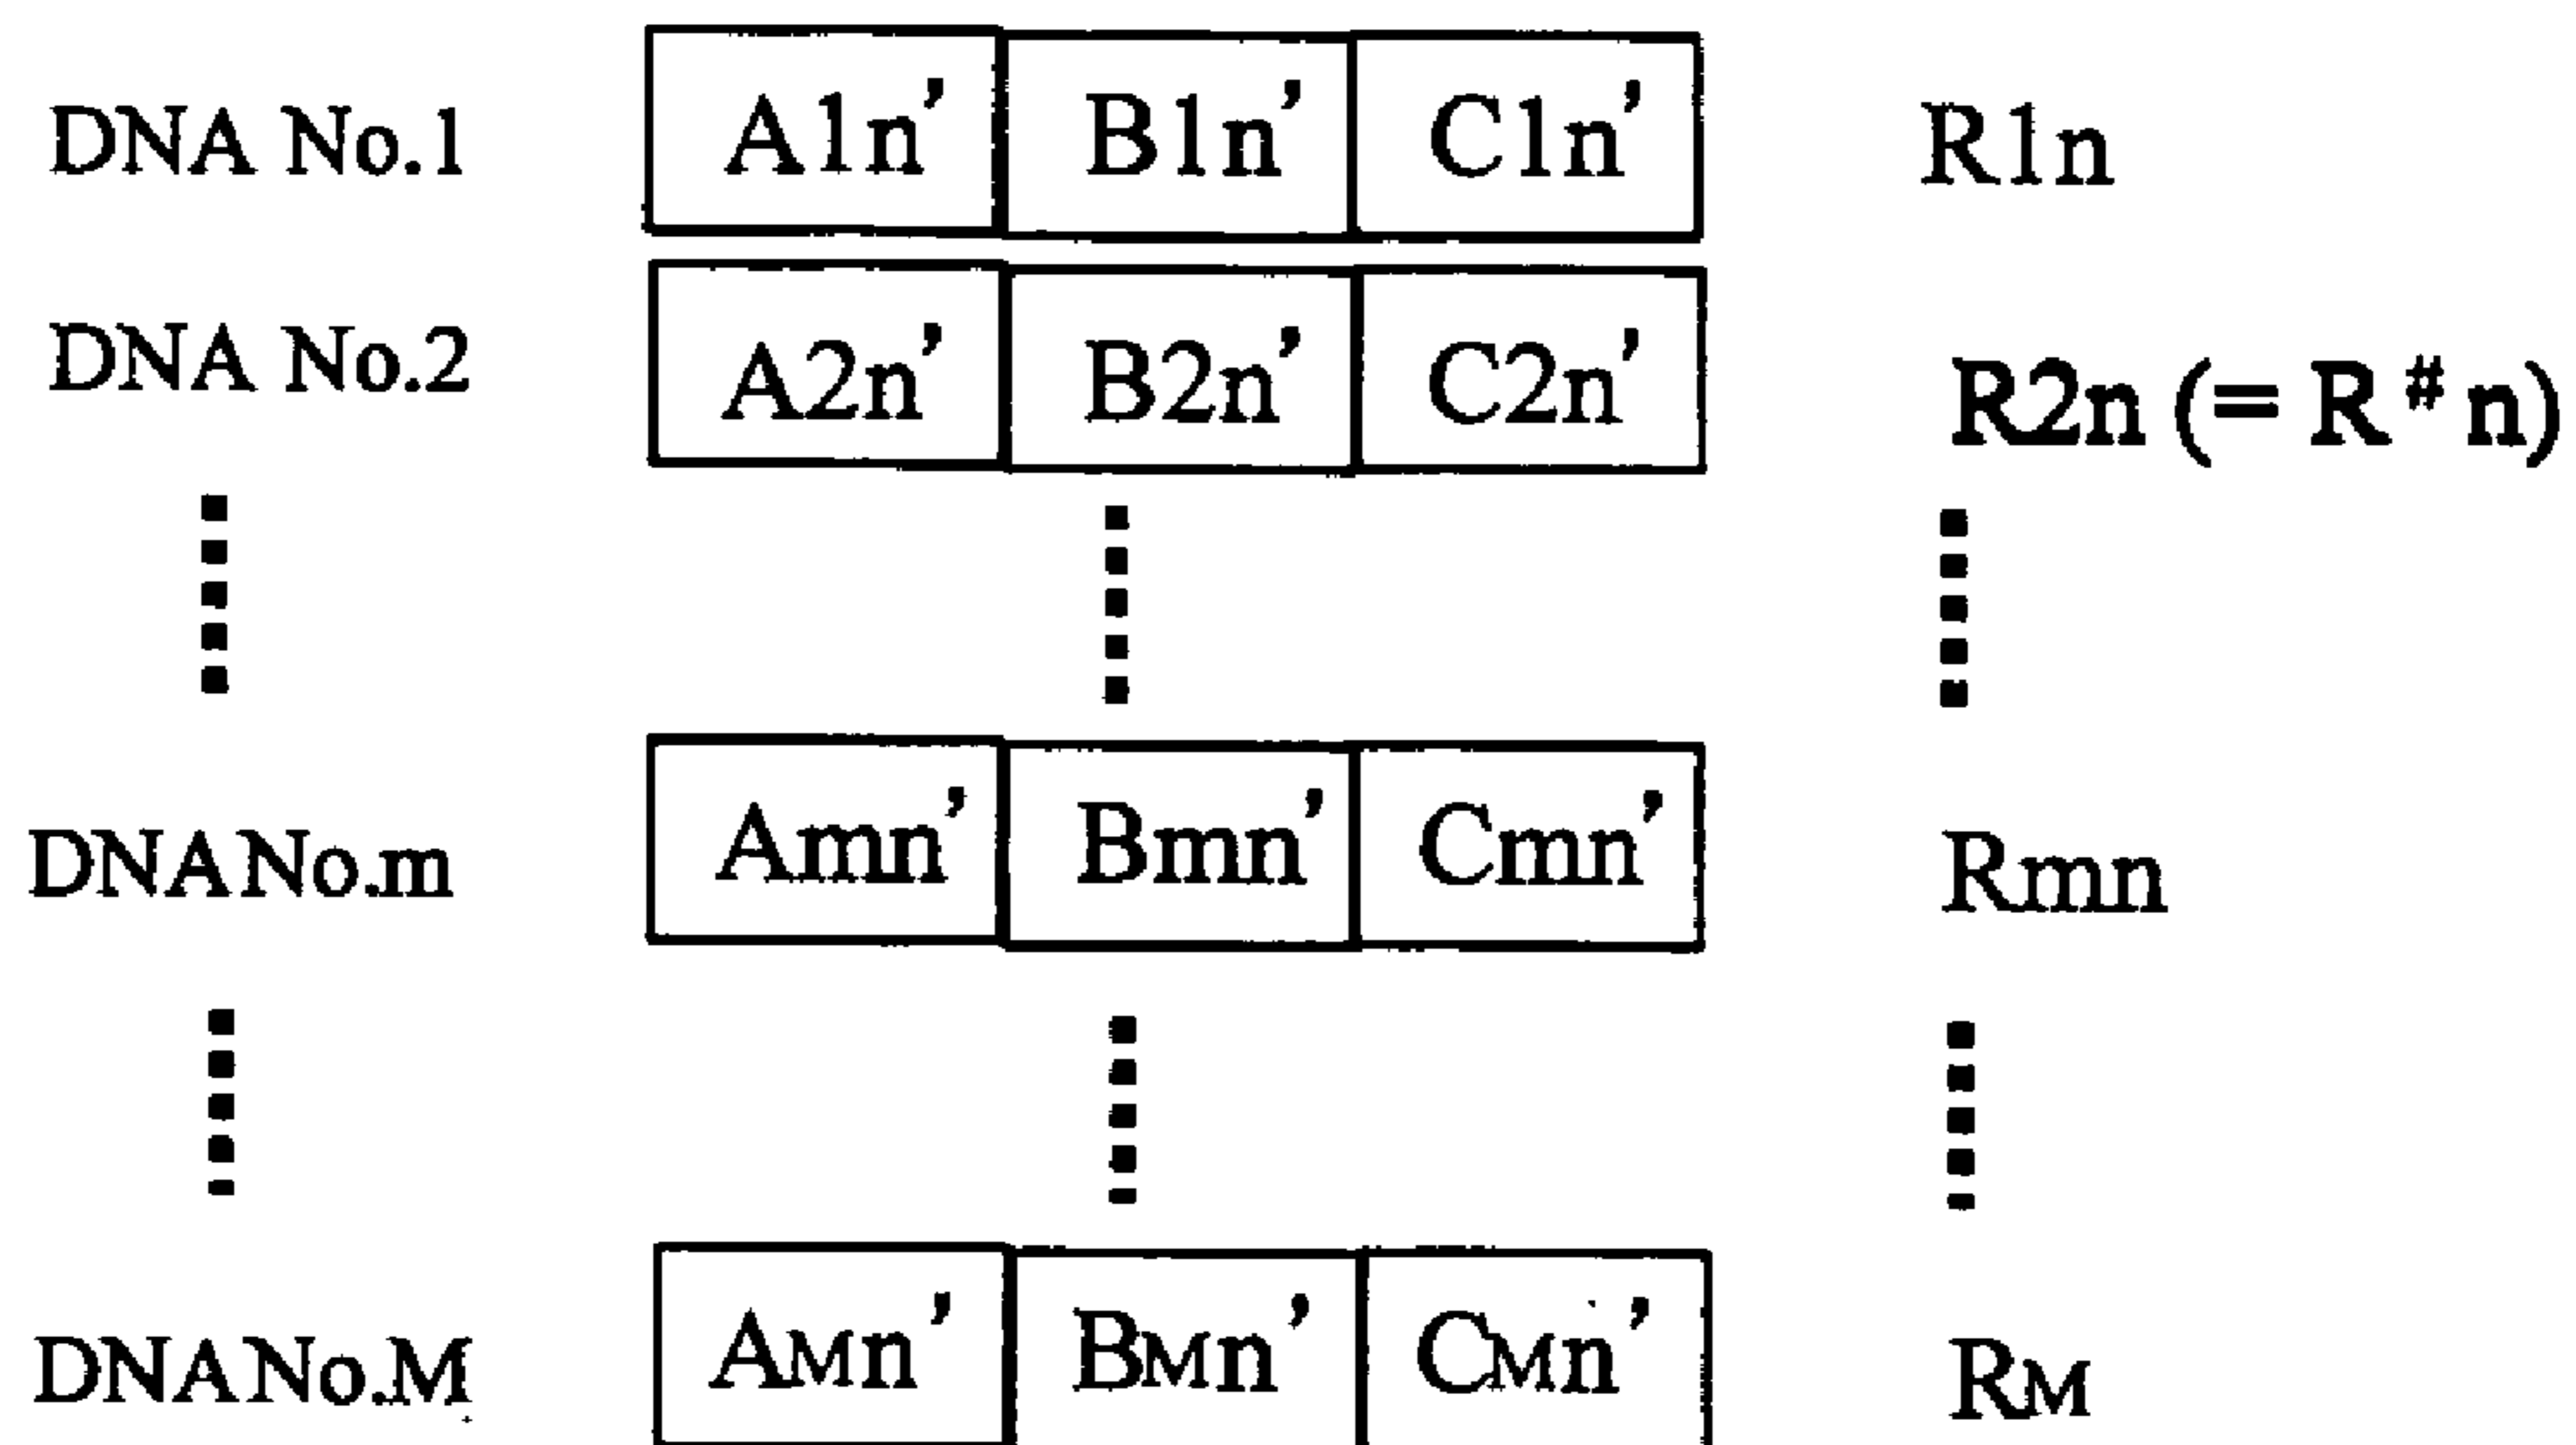 DNA No.1 A1n’ B1n’ C1n’ R1n
DNA No.2 A2n’ B2n’ C2n’ R2n (= R # n)
DNANo.m Amn’ Bmn’ Cmn’ Rmn
DNANo.M AMn’ BMn’ CMn’ RM